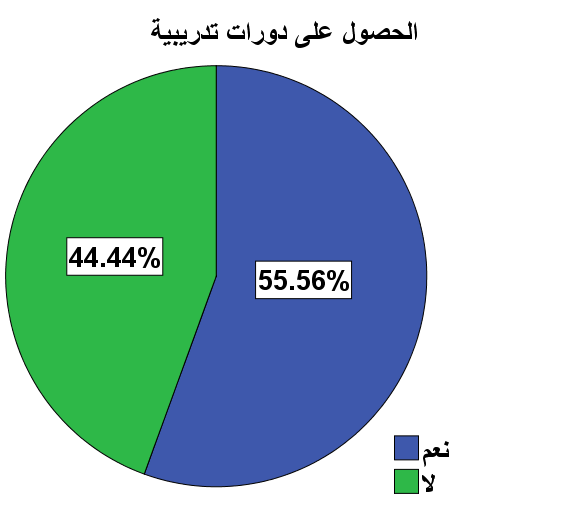 الحصول على دورات تدريبية
44.44%
55.56%
نعم
لا